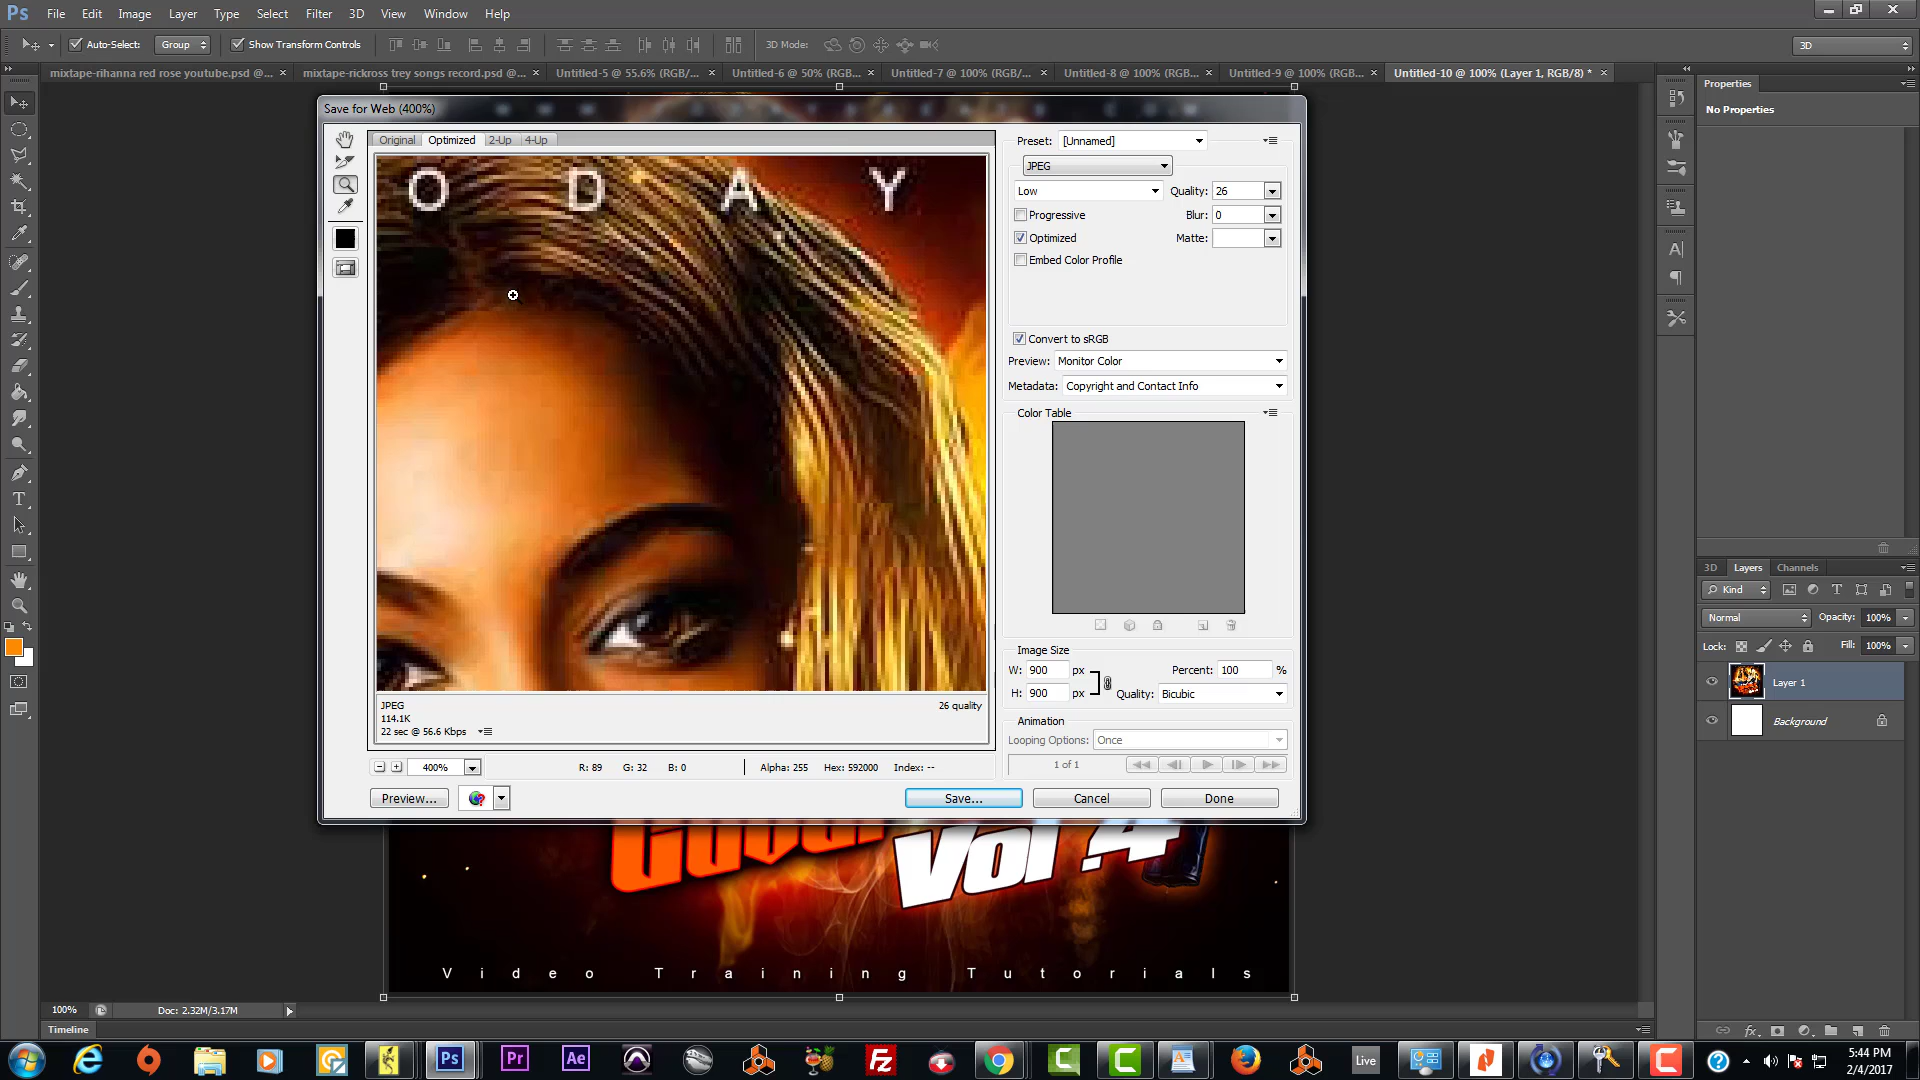 Ps File Edit Image Layer Type Select Filter 3D View Window Help
Auto-Select: Group Show Transform Controls 3D Mode: 3D
mixtape-rihanna red rose youtube.psd @... × mixtape-rickross trey songs record.psd @... × Untitled-5 @ 55.6% (RGB/... × Untitled-6 @ 50% (RGB... × Untitled-7 @ 100% (RGB/... × Untitled-8 @ 100% (RGB... × Untitled-9 @ 100% (RGB... × Untitled-10 @ 100% (Layer 1, RGB/8) * ×
Properties
No Properties
Save for Web (400%)
Original Optimized 2-Up 4-Up
O D A Y
Preset: [Unnamed]
JPEG
Low Quality: 26
Progressive Blur: 0
Optimized Matte:
Embed Color Profile
Convert to sRGB
Preview: Monitor Color
Metadata: Copyright and Contact Info
Color Table
Image Size
W: 900 px Percent: 100 %
H: 900 px Quality: Bicubic
Animation
Looping Options: Once
1 of 1
JPEG 26 quality
114.1K
22 sec @ 56.6 Kbps
400% R: 89 G: 32 B: 0 Alpha: 255 Hex: 592000 Index: --
Preview... Save... Cancel Done
3D Layers Channels
Kind
Normal Opacity: 100%
Lock: Fill: 100%
Layer 1
Background
Vol .4
Video Training Tutorials
100% Doc: 2.32M/3.17M
Timeline
Ps Pr Ae Fz Live
5:44 PM
2/4/2017